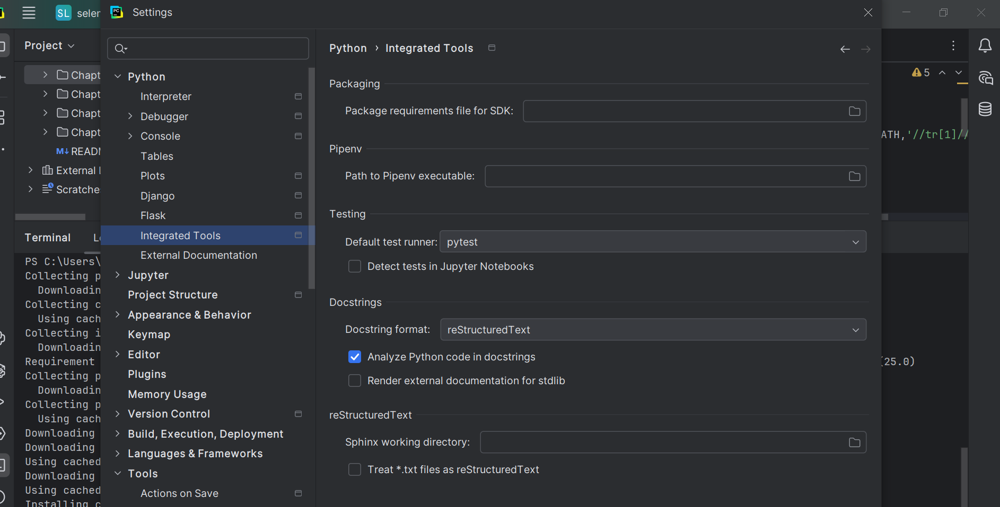 SL selen
Settings
Project
Python › Integrated Tools
Chapt
Chapt
Chapt
Chapt
M↓ READM
External
Scratche
Python
Interpreter
Debugger
Console
Tables
Plots
Django
Flask
Integrated Tools
External Documentation
Jupyter
Project Structure
Appearance & Behavior
Keymap
Editor
Plugins
Memory Usage
Version Control
Build, Execution, Deployment
Languages & Frameworks
Tools
Actions on Save
Packaging
Package requirements file for SDK:
Pipenv
Path to Pipenv executable:
Testing
Default test runner: pytest
Detect tests in Jupyter Notebooks
Docstrings
Docstring format: reStructuredText
Analyze Python code in docstrings
Render external documentation for stdlib
reStructuredText
Sphinx working directory:
Treat *.txt files as reStructuredText
5
ATH,'//tr[1]//
(25.0)
Terminal
PS C:\Users\
Collecting p
Downloadin
Collecting c
Using cach
Collecting i
Downloadin
Requirement
Collecting p
Downloadin
Collecting p
Using cach
Downloading
Downloading
Using cached
Downloading
Using cached
Installing c